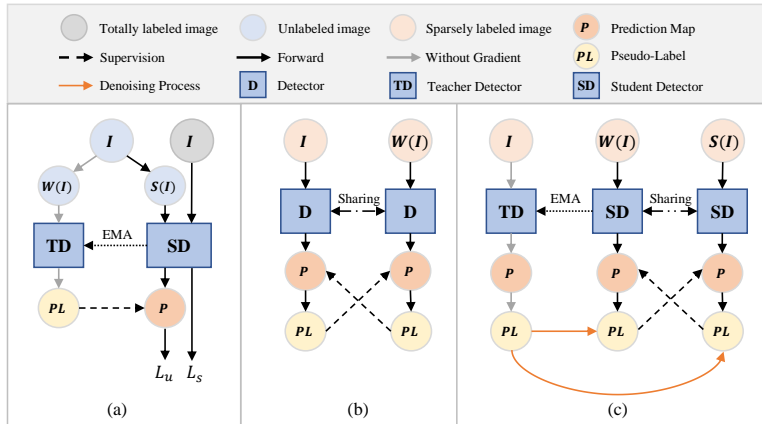 Totally labeled image
Unlabeled image
Sparsely labeled image
P Prediction Map
Supervision
Forward
Without Gradient
PL Pseudo-Label
Denoising Process
D Detector
TD Teacher Detector
SD Student Detector
I I
W(I) S(I)
TD EMA SD
PL P
L_u L_s
(a)
I W(I)
D Sharing D
P P
PL PL
(b)
I W(I) S(I)
TD EMA SD Sharing SD
P P P
PL PL PL
(c)